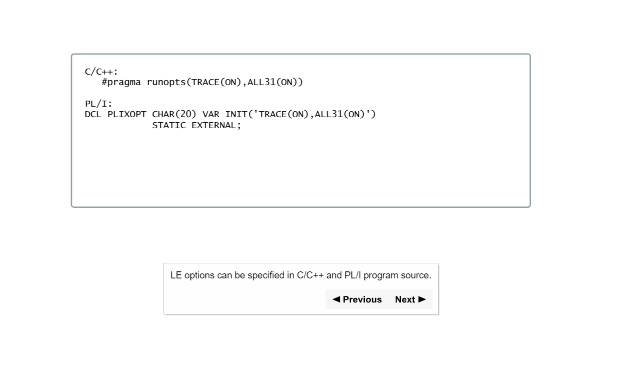 C/C++:
#pragma runopts(TRACE(ON),ALL31(ON))
PL/I:
DCL PLIXOPT CHAR(20) VAR INIT('TRACE(ON),ALL31(ON)')
STATIC EXTERNAL;
LE options can be specified in C/C++ and PL/I program source.
◄ Previous Next ►